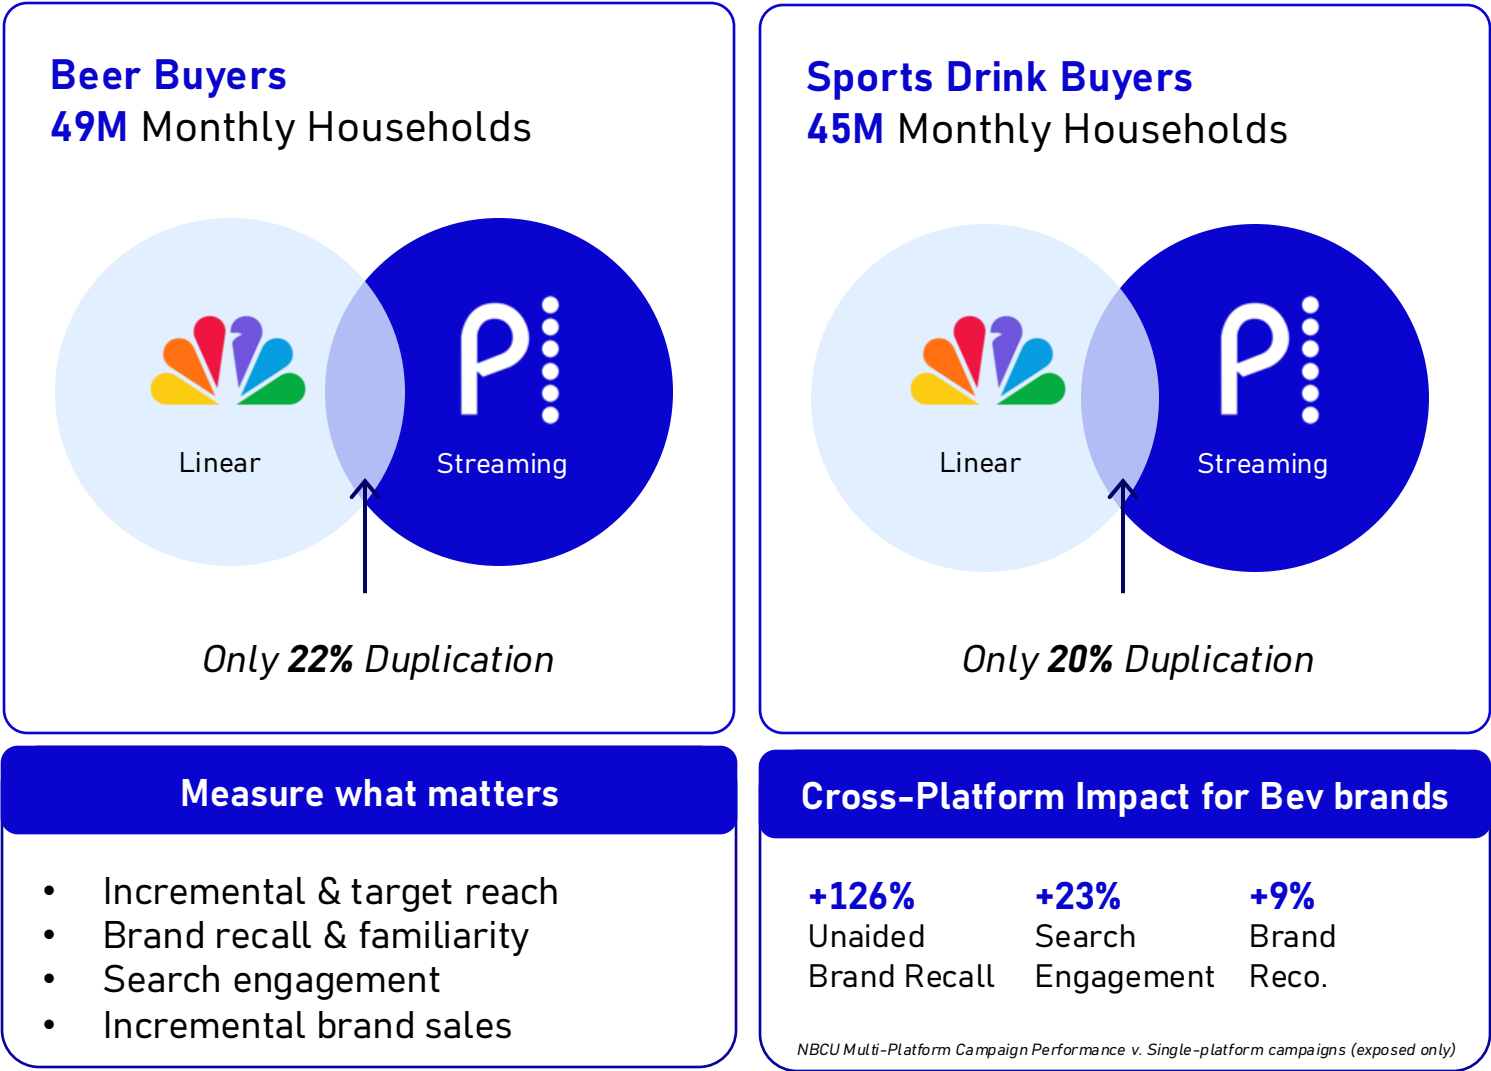 Beer Buyers
49M Monthly Households
Linear
Streaming
Only 22% Duplication
Sports Drink Buyers
45M Monthly Households
Linear
Streaming
Only 20% Duplication
Measure what matters
• Incremental & target reach
• Brand recall & familiarity
• Search engagement
• Incremental brand sales
Cross-Platform Impact for Bev brands
+126%
Unaided
Brand Recall
+23%
Search
Engagement
+9%
Brand
Reco.
NBCU Multi-Platform Campaign Performance v. Single-platform campaigns (exposed only)